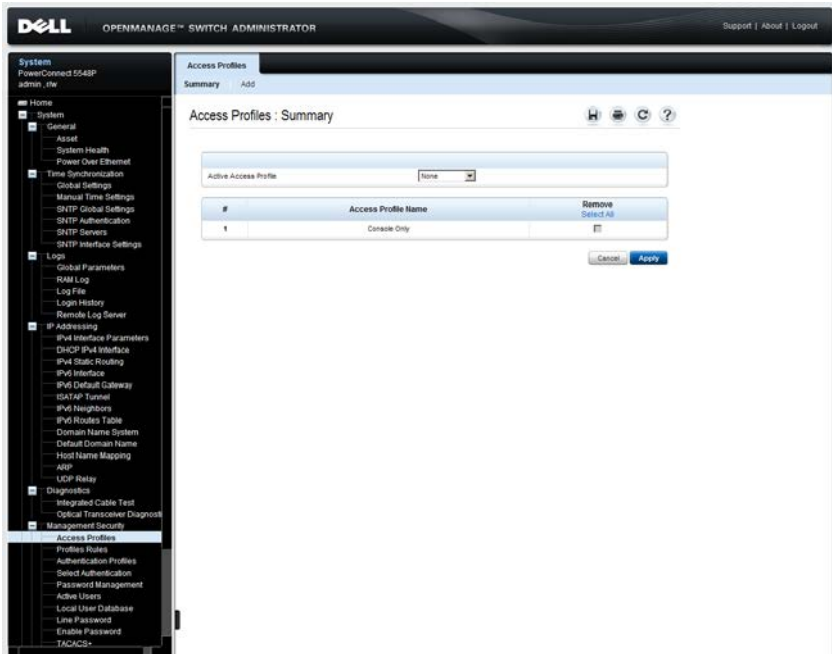 DELL OPENMANAGE™ SWITCH ADMINISTRATOR Support | About | Logout
System
PowerConnect 5548P
admin , r/w
Home
System
General
Asset
System Health
Power Over Ethernet
Time Synchronization
Global Settings
Manual Time Settings
SNTP Global Settings
SNTP Authentication
SNTP Servers
SNTP Interface Settings
Logs
Global Parameters
RAM Log
Log File
Login History
Remote Log Server
IP Addressing
IPv4 Interface Parameters
DHCP IPv4 Interface
IPv4 Static Routing
IPv6 Interface
IPv6 Default Gateway
ISATAP Tunnel
IPv6 Neighbors
IPv6 Routes Table
Domain Name System
Default Domain Name
Host Name Mapping
ARP
UDP Relay
Diagnostics
Integrated Cable Test
Optical Transceiver Diagnosti
Management Security
Access Profiles
Profiles Rules
Authentication Profiles
Select Authentication
Password Management
Active Users
Local User Database
Line Password
Enable Password
TACACS+
Access Profiles
Summary Add
Access Profiles : Summary
Active Access Profile None
# Access Profile Name Remove
Select All
1 Console Only
Cancel Apply